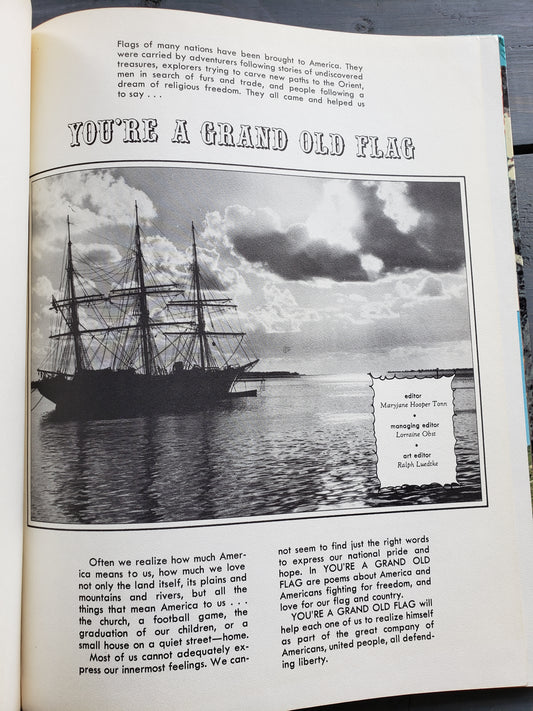 Flags of many nations have been brought to America. They
were carried by adventurers following stories of undiscovered
treasures, explorers trying to carve new paths to the Orient,
men in search of furs and trade, and people following a
dream of religious freedom. They all came and helped us
to say . . .
YOU'RE A GRAND OLD FLAG
editor
Maryjane Hooper Tonn
managing editor
Lorraine Obst
art editor
Ralph Luedtke
Often we realize how much Amer-
ica means to us, how much we love
not only the land itself, its plains and
mountains and rivers, but all the
things that mean America to us . . .
the church, a football game, the
graduation of our children, or a
small house on a quiet street—home.
Most of us cannot adequately ex-
press our innermost feelings. We can-
not seem to find just the right words
to express our national pride and
hope. In YOU'RE A GRAND OLD
FLAG are poems about America and
Americans fighting for freedom, and
love for our flag and country.
YOU'RE A GRAND OLD FLAG will
help each one of us to realize himself
as part of the great company of
Americans, united people, all defend-
ing liberty.